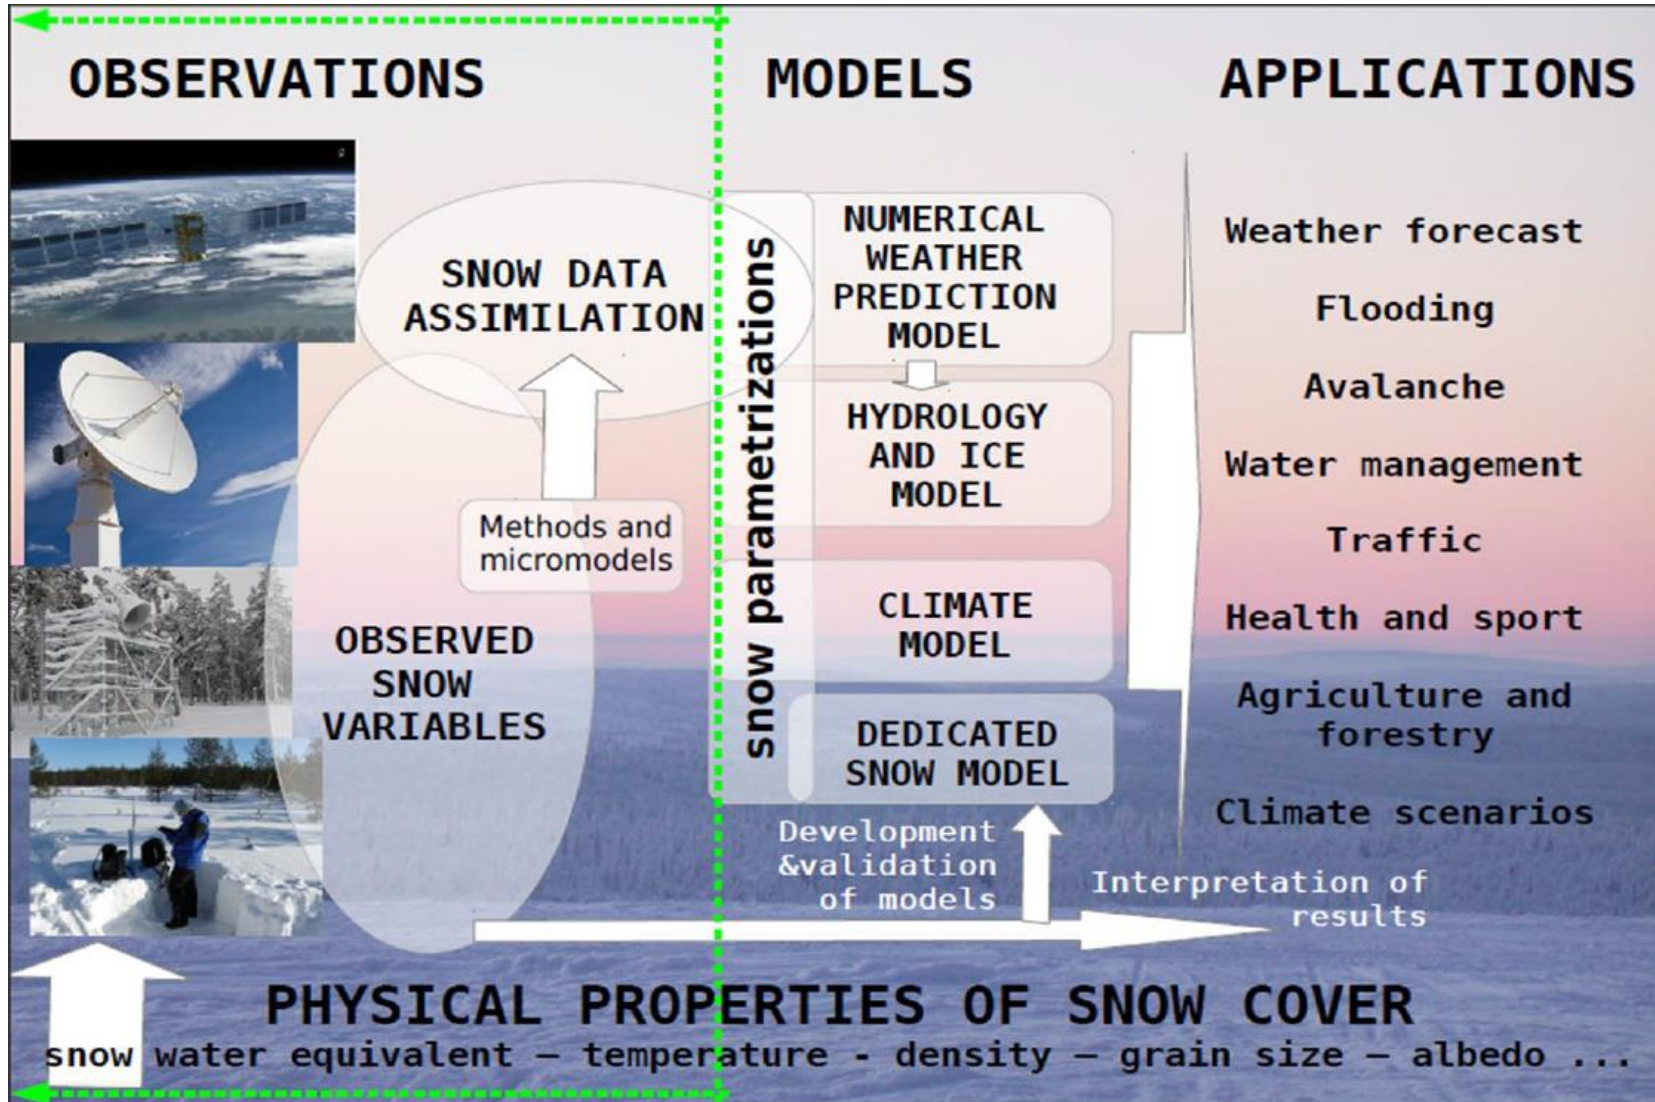 OBSERVATIONS
MODELS
APPLICATIONS
SNOW DATA
ASSIMILATION
Methods and
micromodels
OBSERVED
SNOW
VARIABLES
snow parametrizations
NUMERICAL
WEATHER
PREDICTION
MODEL
HYDROLOGY
AND ICE
MODEL
CLIMATE
MODEL
DEDICATED
SNOW MODEL
Development
&validation
of models
Interpretation of
results
Weather forecast
Flooding
Avalanche
Water management
Traffic
Health and sport
Agriculture and
forestry
Climate scenarios
PHYSICAL PROPERTIES OF SNOW COVER
snow water equivalent – temperature - density – grain size – albedo ...